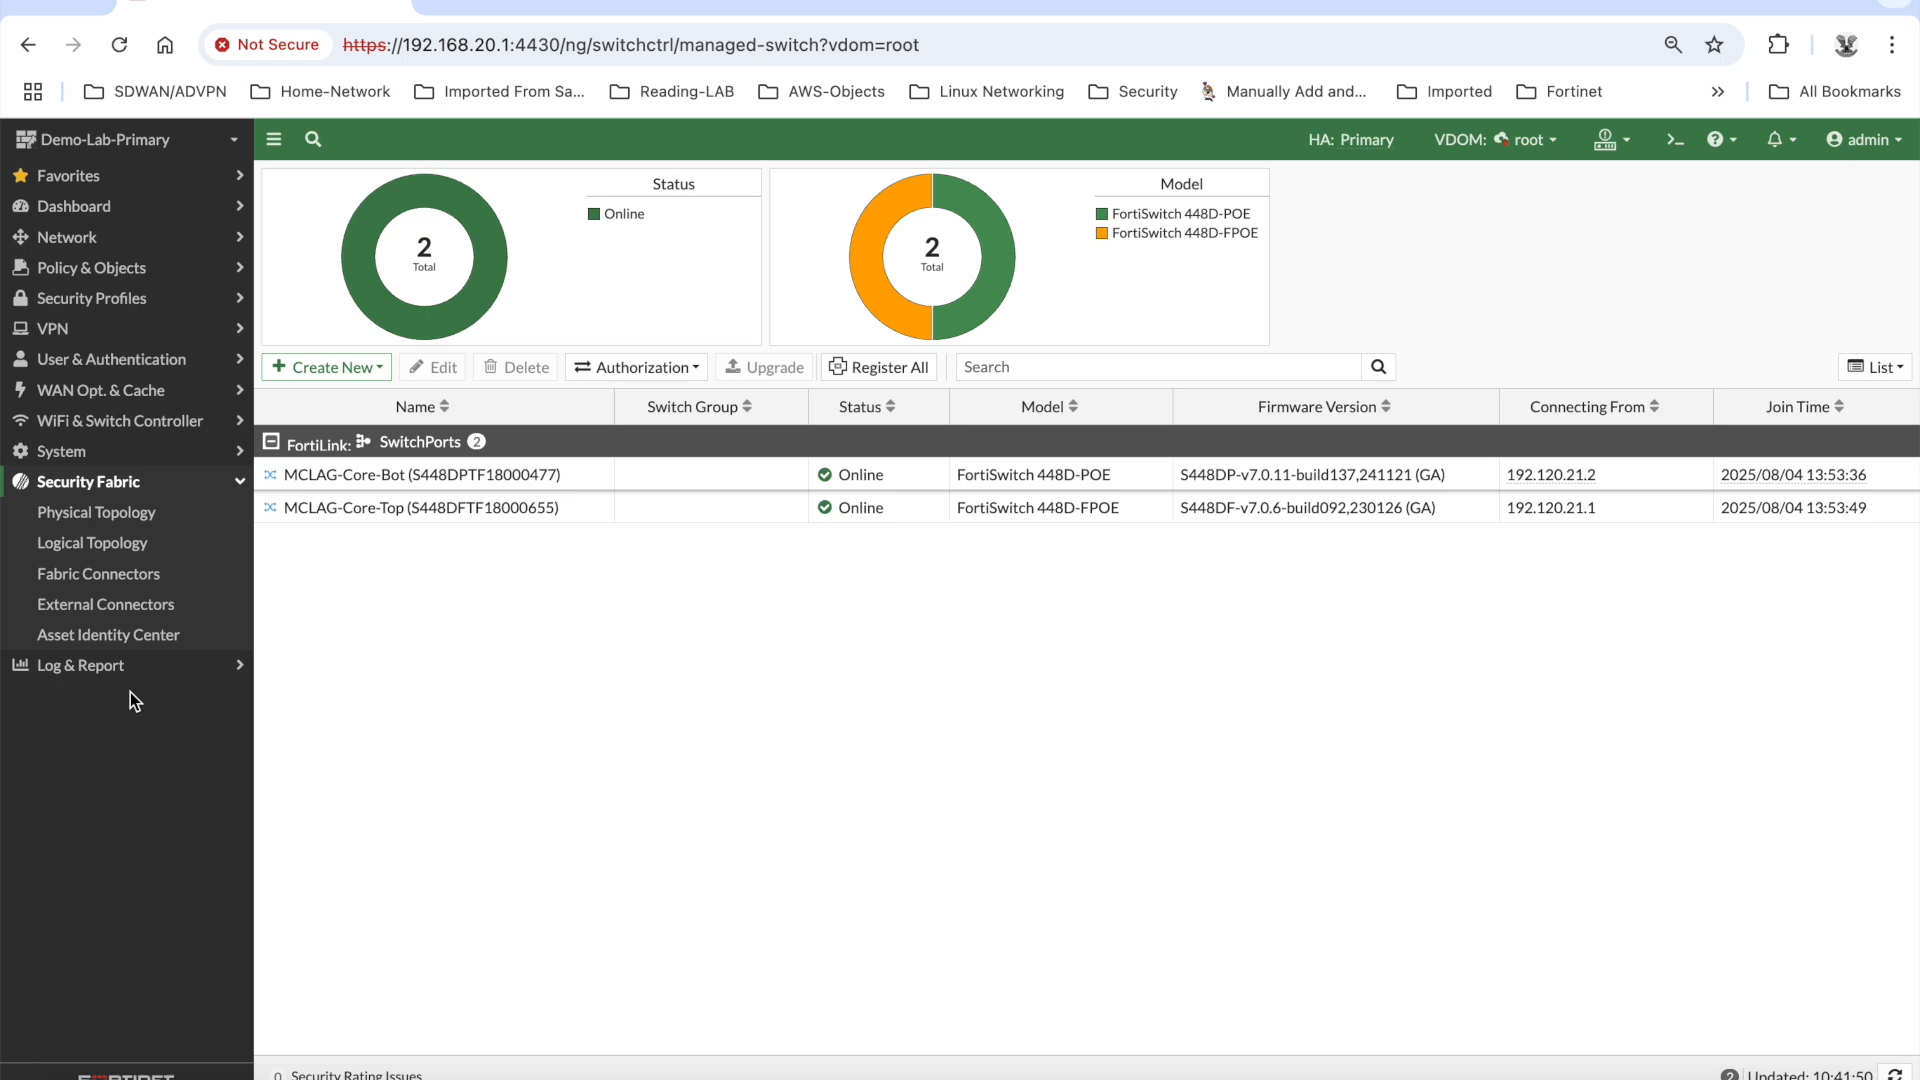 Not Secure https://192.168.20.1:4430/ng/switchctrl/managed-switch?vdom=root
SDWAN/ADVPN Home-Network Imported From Sa... Reading-LAB AWS-Objects Linux Networking Security Manually Add and... Imported Fortinet » All Bookmarks
Demo-Lab-Primary HA: Primary VDOM: root admin
Favorites
Dashboard
Network
Policy & Objects
Security Profiles
VPN
User & Authentication
WAN Opt. & Cache
WiFi & Switch Controller
System
Security Fabric
Physical Topology
Logical Topology
Fabric Connectors
External Connectors
Asset Identity Center
Log & Report
Status
Online
2
Total
Model
FortiSwitch 448D-POE
FortiSwitch 448D-FPOE
2
Total
Create New Edit Delete Authorization Upgrade Register All Search List
Name Switch Group Status Model Firmware Version Connecting From Join Time
FortiLink: SwitchPorts 2
MCLAG-Core-Bot (S448DPTF18000477) Online FortiSwitch 448D-POE S448DP-v7.0.11-build137,241121 (GA) 192.120.21.2 2025/08/04 13:53:36
MCLAG-Core-Top (S448DFTF18000655) Online FortiSwitch 448D-FPOE S448DF-v7.0.6-build092,230126 (GA) 192.120.21.1 2025/08/04 13:53:49
FORTINET 0 Security Rating Issues 2 Updated: 10:41:50